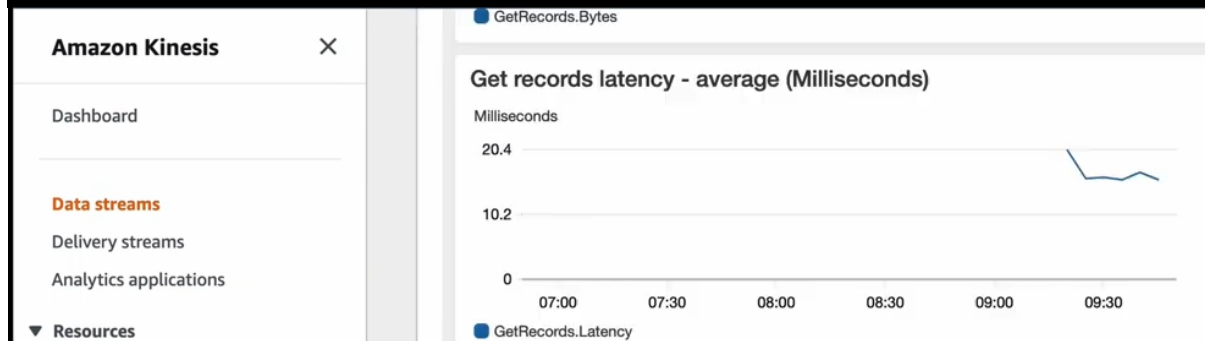 Amazon Kinesis
Dashboard
Data streams
Delivery streams
Analytics applications
Resources
GetRecords.Bytes
Get records latency - average (Milliseconds)
Milliseconds
20.4
10.2
0
07:00 07:30 08:00 08:30 09:00 09:30
GetRecords.Latency